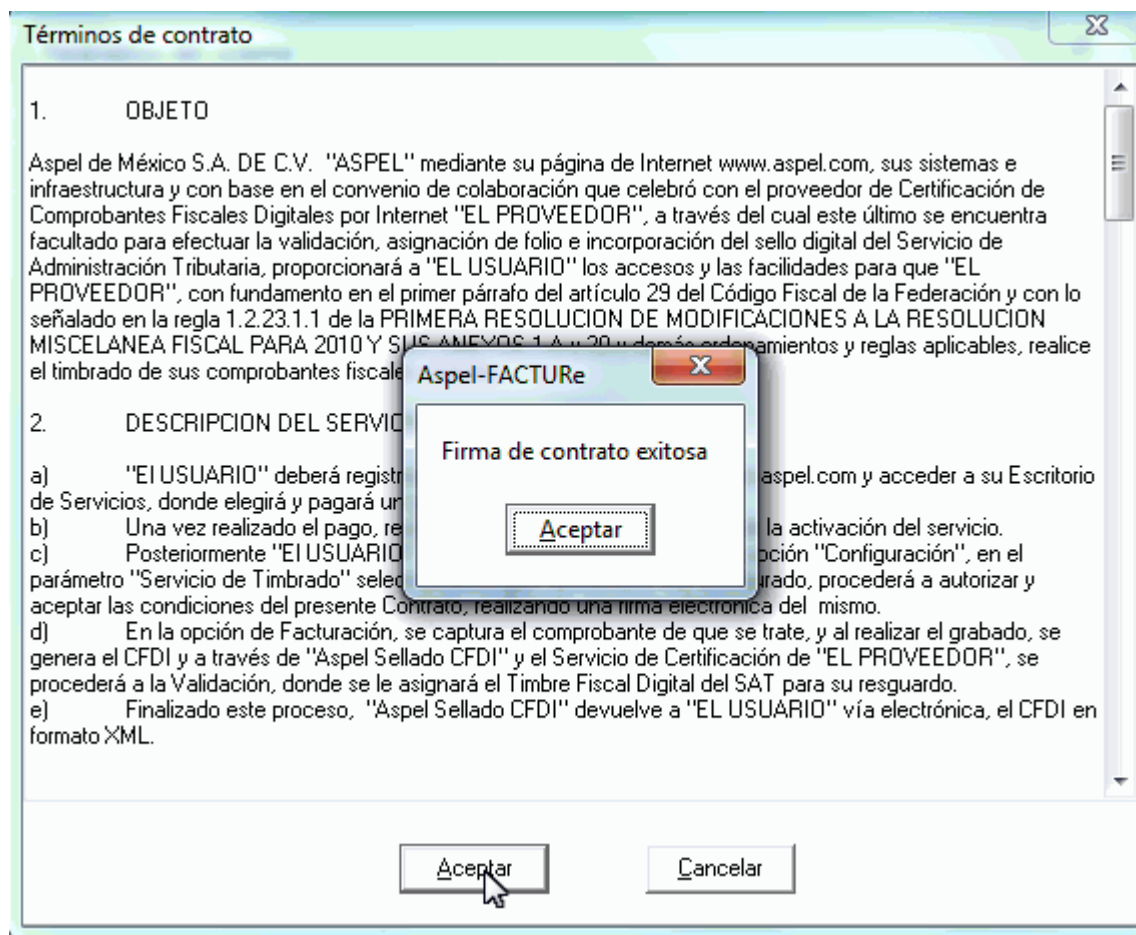 Términos de contrato
1. OBJETO
Aspel de México S.A. DE C.V. "ASPEL" mediante su página de Internet www.aspel.com, sus sistemas e
infraestructura y con base en el convenio de colaboración que celebró con el proveedor de Certificación de
Comprobantes Fiscales Digitales por Internet "EL PROVEEDOR", a través del cual este último se encuentra
facultado para efectuar la validación, asignación de folio e incorporación del sello digital del Servicio de
Administración Tributaria, proporcionará a "EL USUARIO" los accesos y las facilidades para que "EL
PROVEEDOR", con fundamento en el primer párrafo del artículo 29 del Código Fiscal de la Federación y con lo
señalado en la regla 1.2.23.1.1 de la PRIMERA RESOLUCION DE MODIFICACIONES A LA RESOLUCION
MISCELANEA FISCAL PARA 2010 Y SUS ANEXOS 1-A y 20 y demás ordenamientos y reglas aplicables, realice
el timbrado de sus comprobantes
Aspel-FACTURe
Firma de contrato exitosa
Aceptar
2. DESCRIPCION DEL
a) "El USUARIO" deberá aspel.com y acceder a su Escritorio
de Servicios, donde elegirá y pagará
b) Una vez realizado el pago, la activación del servicio.
c) Posteriormente "El USUARIO "Configuración", en el
parámetro "Servicio de Timbrado" procederá a autorizar y
aceptar las condiciones del presente Contrato, realizando una firma electrónica del mismo.
d) En la opción de Facturación, se captura el comprobante de que se trate, y al realizar el grabado, se
genera el CFDI y a través de "Aspel Sellado CFDI" y el Servicio de Certificación de "EL PROVEEDOR", se
procederá a la Validación, donde se le asignará el Timbre Fiscal Digital del SAT para su resguardo.
e) Finalizado este proceso, "Aspel Sellado CFDI" devuelve a "EL USUARIO" vía electrónica, el CFDI en
formato XML.
Aceptar Cancelar